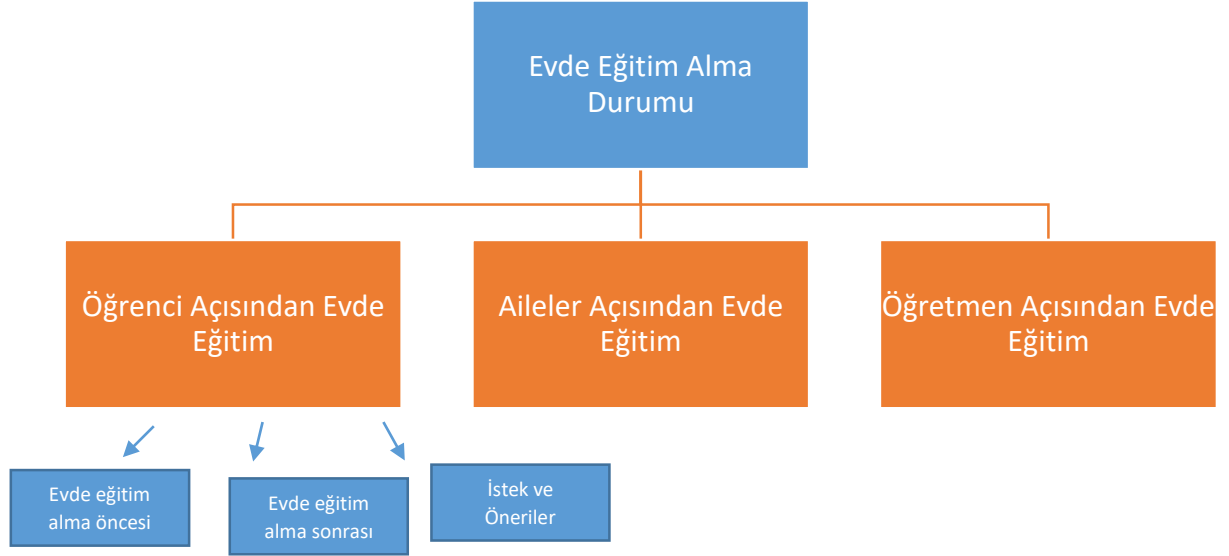 Evde Eğitim Alma
Durumu
Öğrenci Açısından Evde
Eğitim
Aileler Açısından Evde
Eğitim
Öğretmen Açısından Evde
Eğitim
Evde eğitim
alma öncesi
Evde eğitim
alma sonrası
İstek ve
Öneriler